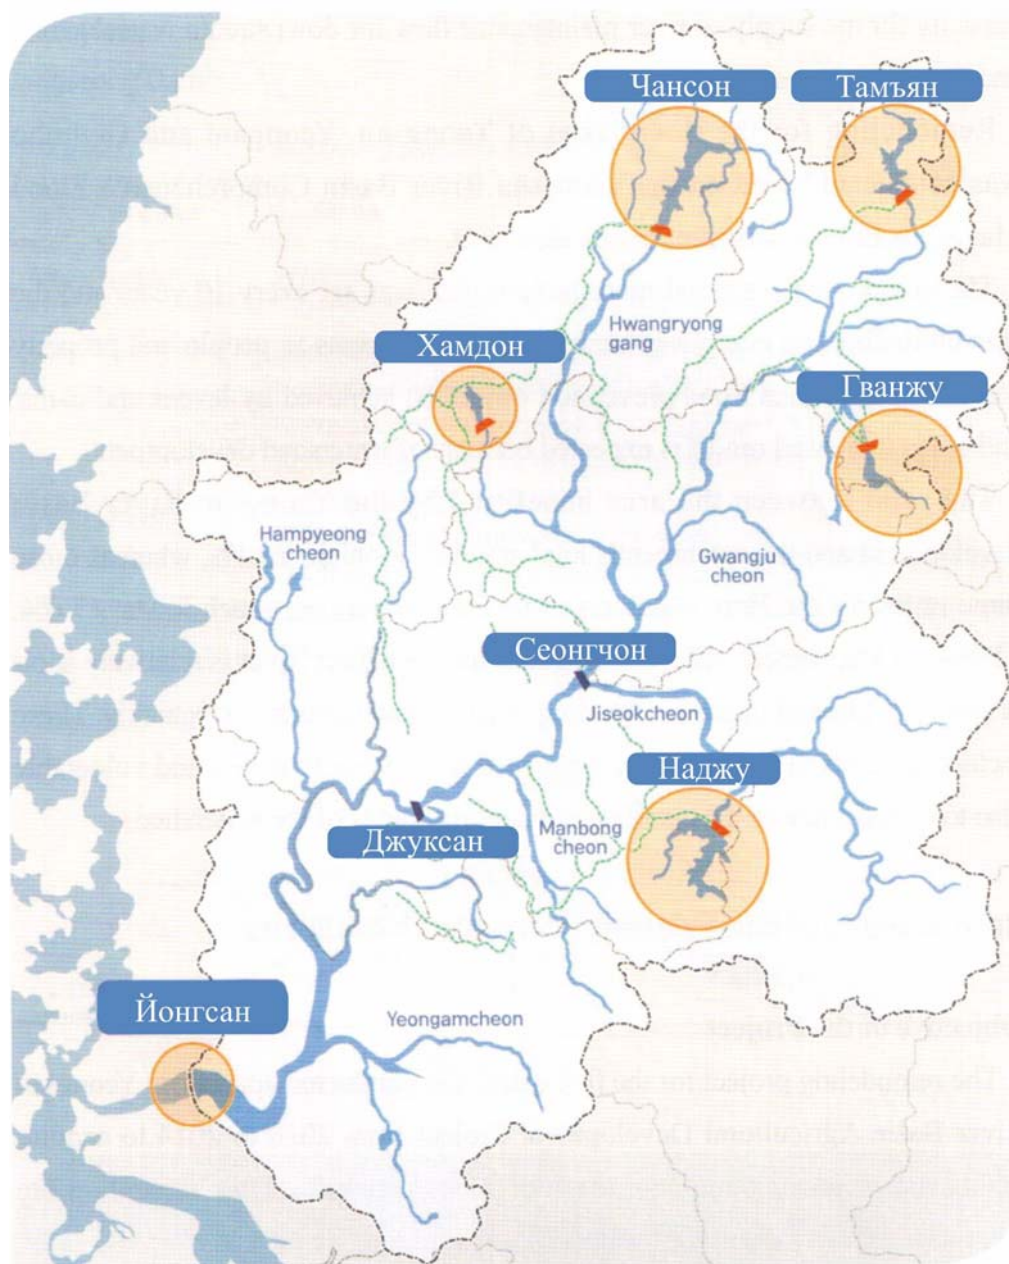 Чансон
Тамъян
Hwangryong
gang
Хамдон
Гванжу
Hampyeong
cheon
Gwangju
cheon
Сеонгчон
Jiseokcheon
Наджу
Джуксан
Manbong
cheon
Йонгсан
Yeongamcheon